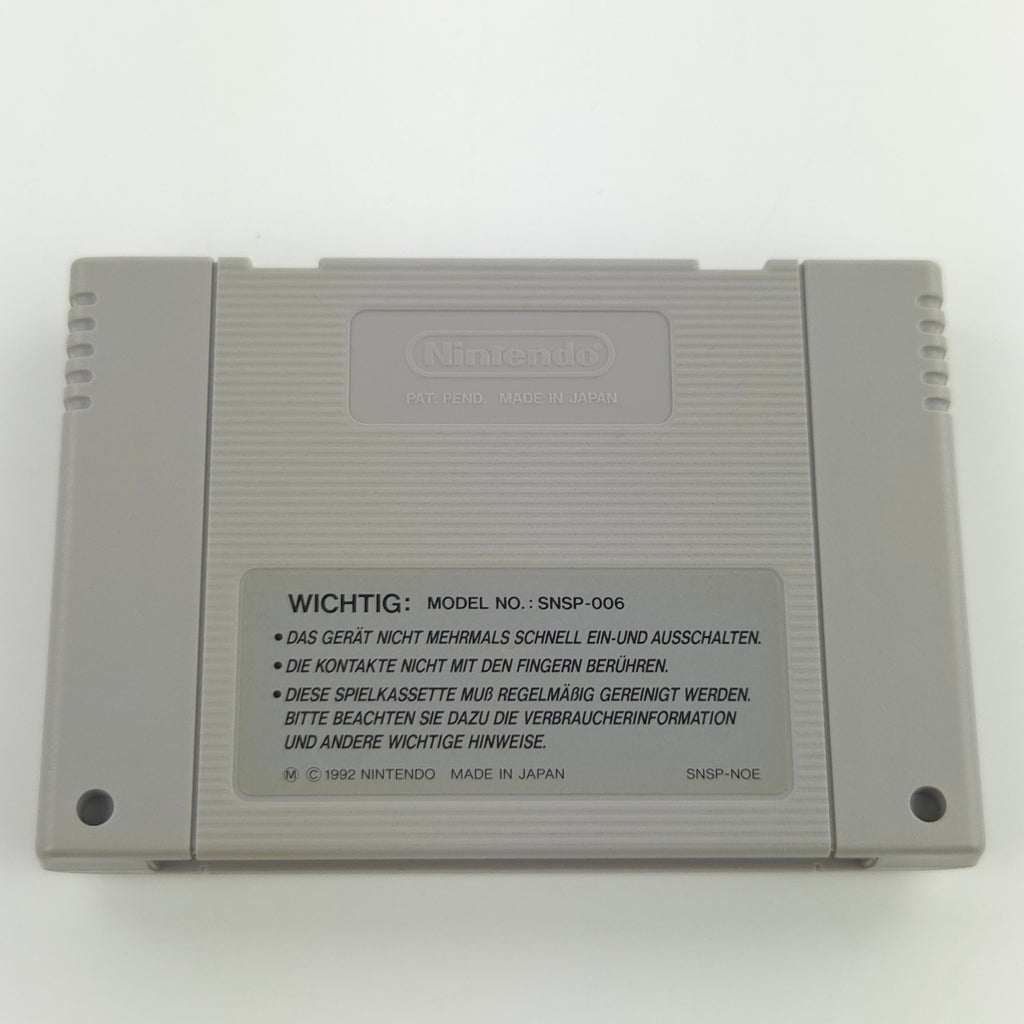 Nintendo®
PAT. PEND. MADE IN JAPAN
WICHTIG: MODEL NO.: SNSP-006
• DAS GERÄT NICHT MEHRMALS SCHNELL EIN-UND AUSSCHALTEN.
• DIE KONTAKTE NICHT MIT DEN FINGERN BERÜHREN.
• DIESE SPIELKASSETTE MUß REGELMÄßIG GEREINIGT WERDEN.
BITTE BEACHTEN SIE DAZU DIE VERBRAUCHERINFORMATION
UND ANDERE WICHTIGE HINWEISE.
Ⓜ © 1992 NINTENDO MADE IN JAPAN SNSP-NOE